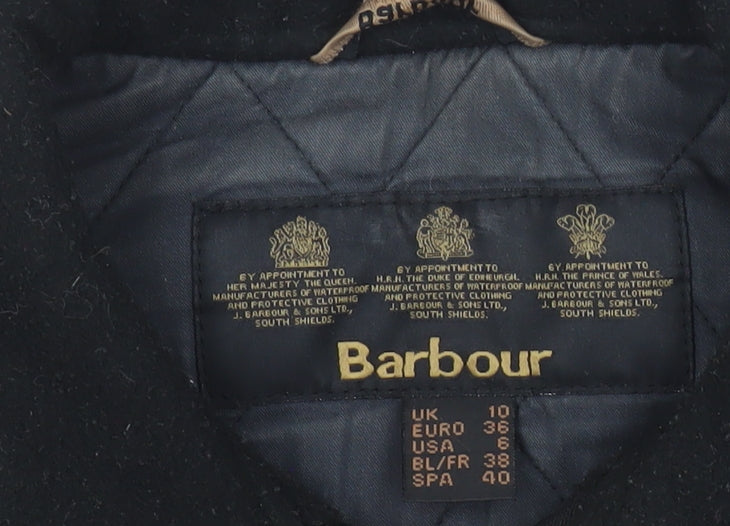 BY APPOINTMENT TO
HER MAJESTY THE QUEEN
MANUFACTURERS OF WATERPROOF
AND PROTECTIVE CLOTHING
J. BARBOUR & SONS LTD.,
SOUTH SHIELDS.
BY APPOINTMENT TO
H.R.H. THE DUKE OF EDINBURGH.
MANUFACTURERS OF WATERPROOF
AND PROTECTIVE CLOTHING
J. BARBOUR & SONS LTD.,
SOUTH SHIELDS.
BY APPOINTMENT TO
H.R.H. THE PRINCE OF WALES.
MANUFACTURERS OF WATERPROOF
AND PROTECTIVE CLOTHING
J. BARBOUR & SONS LTD.,
SOUTH SHIELDS.
Barbour
UK 10
EURO 36
USA 6
BL/FR 38
SPA 40